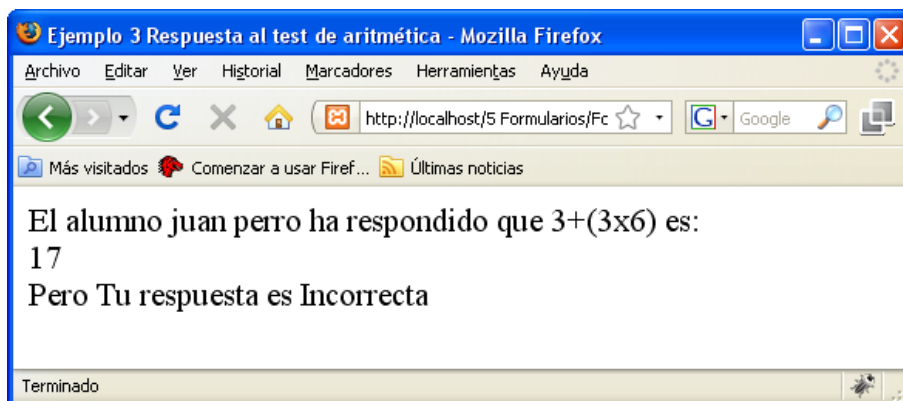 Ejemplo 3 Respuesta al test de aritmética - Mozilla Firefox
Archivo Editar Ver Historial Marcadores Herramientas Ayuda
http://localhost/5 Formularios/Fc G Google
Más visitados Comenzar a usar Firef... Últimas noticias
El alumno juan perro ha respondido que 3+(3x6) es:
17
Pero Tu respuesta es Incorrecta
Terminado